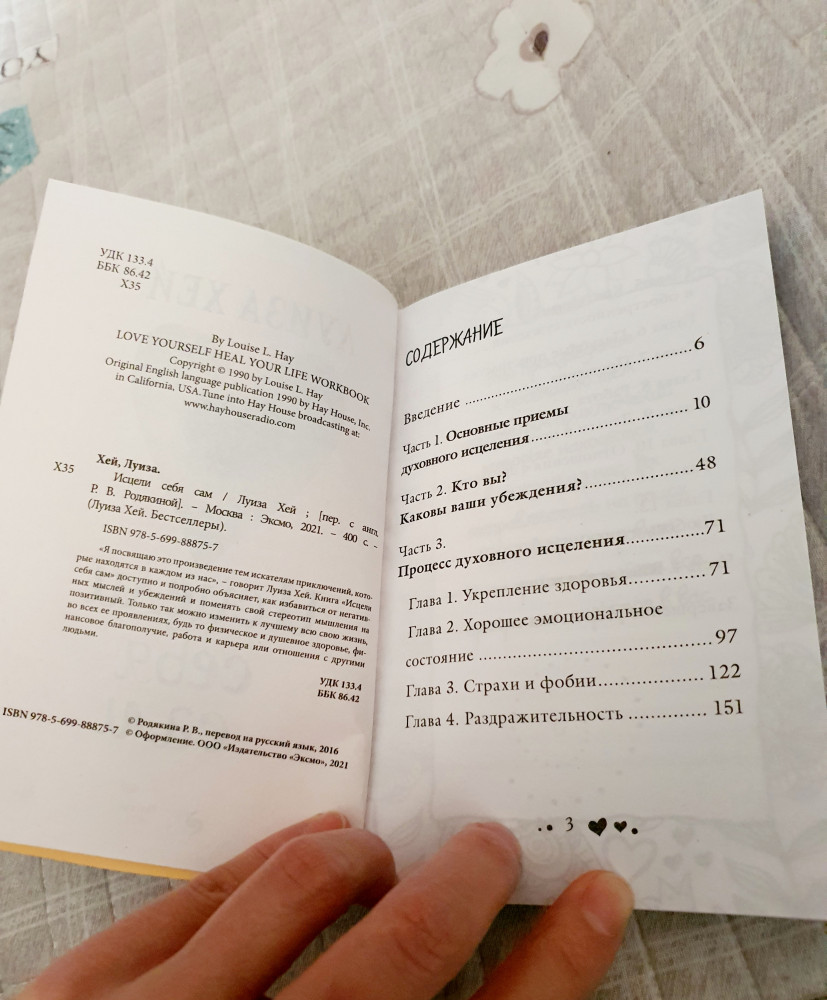 УДК 133.4
ББК 86.42
Х35
By Louise L. Hay
LOVE YOURSELF HEAL YOUR LIFE WORKBOOK
Copyright © 1990 by Louise L. Hay
Original English language publication 1990 by Hay House, Inc.
in California, USA.Tune into Hay House broadcasting at:
www.hayhouseradio.com
Хей, Луиза.
Х35 Исцели себя сам / Луиза Хей ; [пер. с англ.
Р. В. Родякиной]. – Москва : Эксмо, 2021. – 400 с. –
(Луиза Хей. Бестселлеры).
ISBN 978-5-699-88875-7
«Я посвящаю это произведение тем искателям приключений, кото-
рые находятся в каждом из нас», – говорит Луиза Хей. Книга «Исцели
себя сам» доступно и подробно объясняет, как избавиться от негатив-
ных мыслей и убеждений и поменять свой стереотип мышления на
позитивный. Только так можно изменить к лучшему всю свою жизнь,
во всех ее проявлениях, будь то физическое и душевное здоровье, фи-
нансовое благополучие, работа и карьера или отношения с другими
людьми.
УДК 133.4
ББК 86.42
© Родякина Р. В., перевод на русский язык, 2016
ISBN 978-5-699-88875-7 © Оформление. ООО «Издательство «Эксмо», 2021
СОДЕРЖАНИЕ
Введение ........................................ 6
Часть 1. Основные приемы
духовного исцеления........................ 10
Часть 2. Кто вы?
Каковы ваши убеждения?.................48
Часть 3.
Процесс духовного исцеления..............71
Глава 1. Укрепление здоровья..............71
Глава 2. Хорошее эмоциональное
состояние ....................................97
Глава 3. Страхи и фобии....................122
Глава 4. Раздражительность ..............151
3